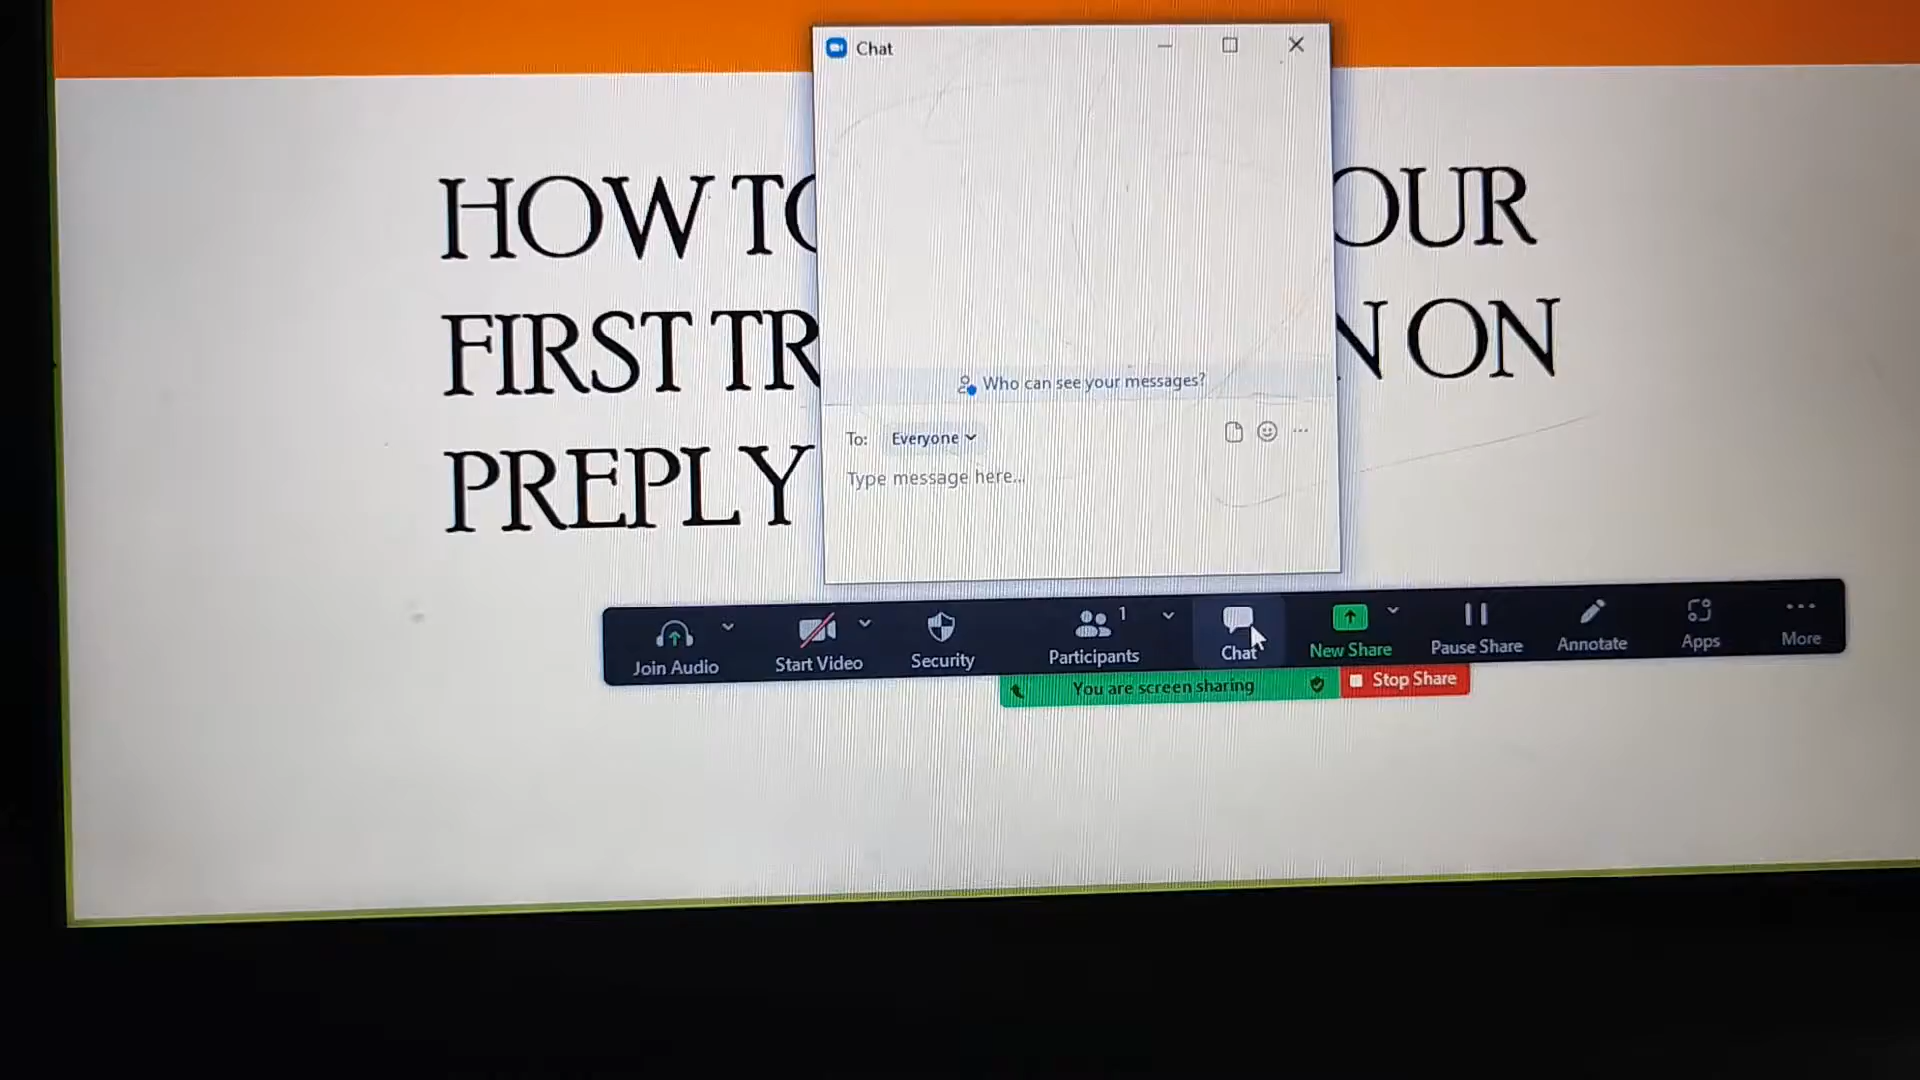 Chat
HOW TO OUR
FIRST TR N ON
PREPLY
Who can see your messages?
To: Everyone
Type message here...
Join Audio
Start Video
Security
Participants
1
Chat
New Share
Pause Share
Annotate
Apps
More
You are screen sharing
Stop Share